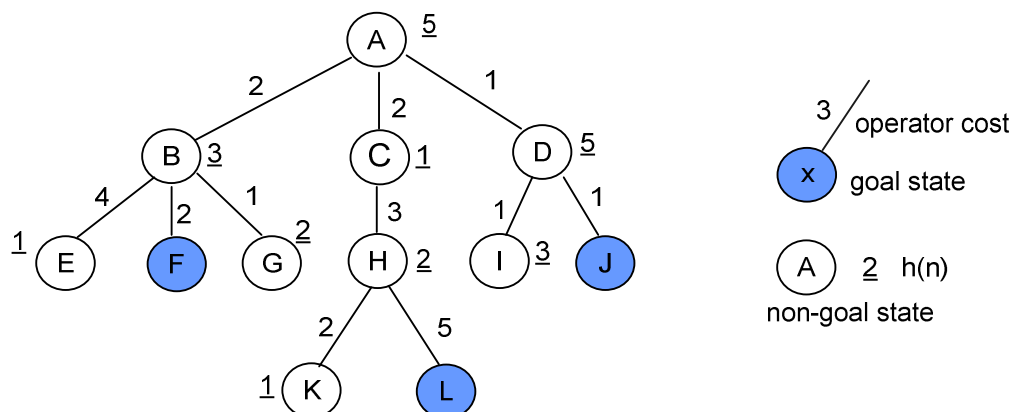 A 5
2 2 1
B 3 C 1 D 5
4 2 1 3 1 1
1 E F G 2 H 2 I 3 J
2 5
1 K L
3 operator cost
x goal state
A 2 h(n)
non-goal state